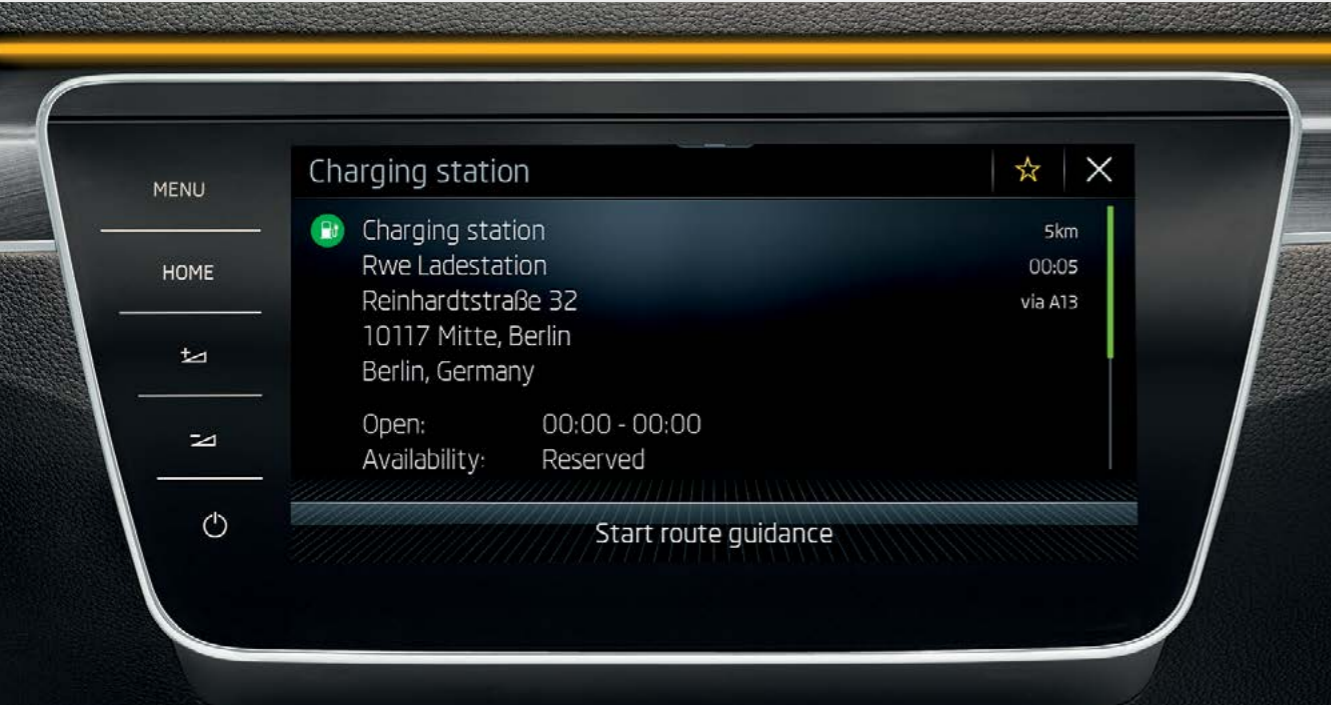 MENU
HOME
Charging station
Charging station
5km
Rwe Ladestation
00:05
Reinhardtstraße 32
via A13
10117 Mitte, Berlin
Berlin, Germany
Open: 00:00 - 00:00
Availability: Reserved
Start route guidance